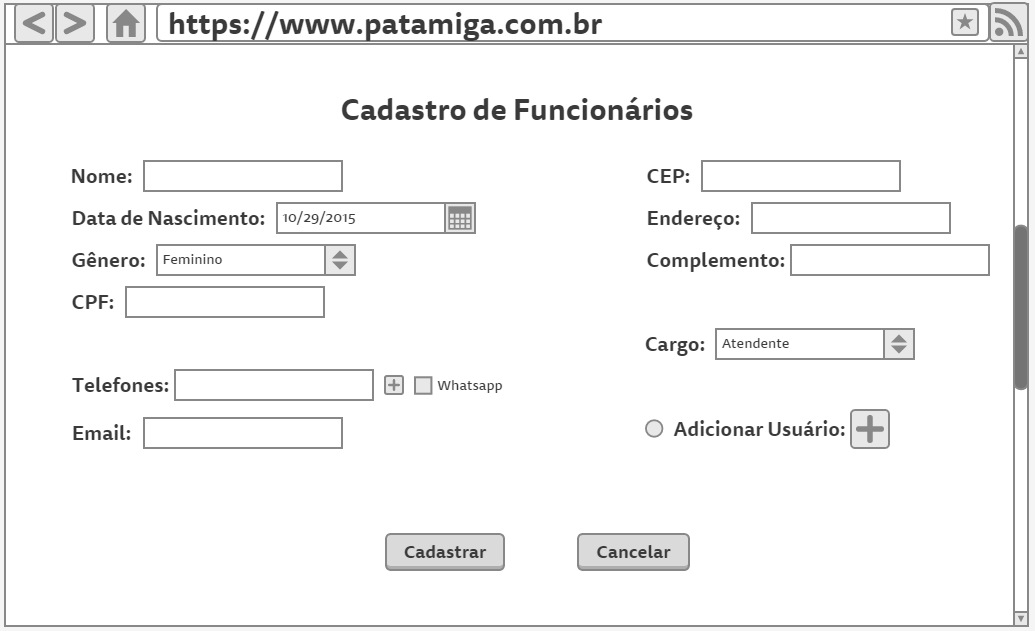 https://www.patamiga.com.br
Cadastro de Funcionários
Nome:
Data de Nascimento: 10/29/2015
Gênero: Feminino
CPF:
Telefones: Whatsapp
Email:
CEP:
Endereço:
Complemento:
Cargo: Atendente
Adicionar Usuário:
Cadastrar Cancelar